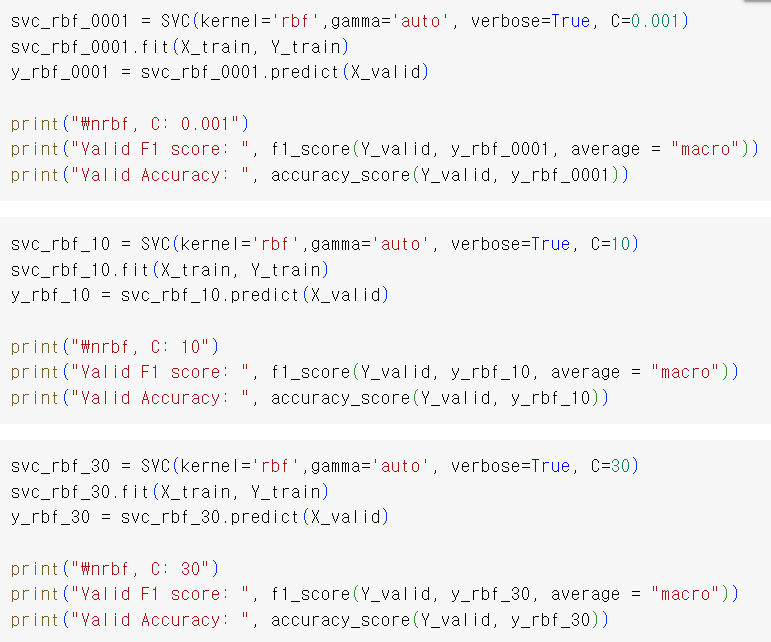 svc_rbf_0001 = SVC(kernel='rbf',gamma='auto', verbose=True, C=0.001)
svc_rbf_0001.fit(X_train, Y_train)
y_rbf_0001 = svc_rbf_0001.predict(X_valid)
print("₩nrbf, C: 0.001")
print("Valid F1 score: ", f1_score(Y_valid, y_rbf_0001, average = "macro"))
print("Valid Accuracy: ", accuracy_score(Y_valid, y_rbf_0001))
svc_rbf_10 = SVC(kernel='rbf',gamma='auto', verbose=True, C=10)
svc_rbf_10.fit(X_train, Y_train)
y_rbf_10 = svc_rbf_10.predict(X_valid)
print("₩nrbf, C: 10")
print("Valid F1 score: ", f1_score(Y_valid, y_rbf_10, average = "macro"))
print("Valid Accuracy: ", accuracy_score(Y_valid, y_rbf_10))
svc_rbf_30 = SVC(kernel='rbf',gamma='auto', verbose=True, C=30)
svc_rbf_30.fit(X_train, Y_train)
y_rbf_30 = svc_rbf_30.predict(X_valid)
print("₩nrbf, C: 30")
print("Valid F1 score: ", f1_score(Y_valid, y_rbf_30, average = "macro"))
print("Valid Accuracy: ", accuracy_score(Y_valid, y_rbf_30))